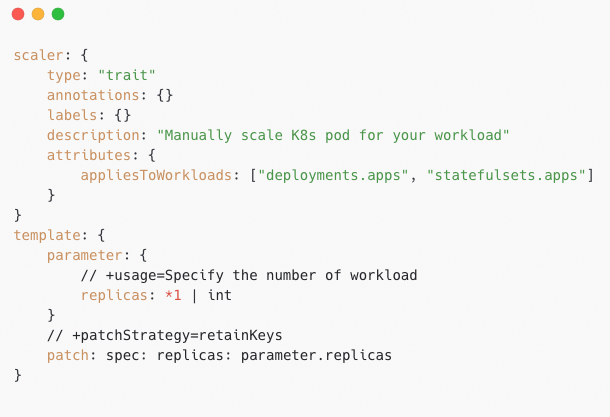 scaler: {
    type: "trait"
    annotations: {}
    labels: {}
    description: "Manually scale K8s pod for your workload"
    attributes: {
        appliesToWorkloads: ["deployments.apps", "statefulsets.apps"]
    }
}
template: {
    parameter: {
        // +usage=Specify the number of workload
        replicas: *1 | int
    }
    // +patchStrategy=retainKeys
    patch: spec: replicas: parameter.replicas
}